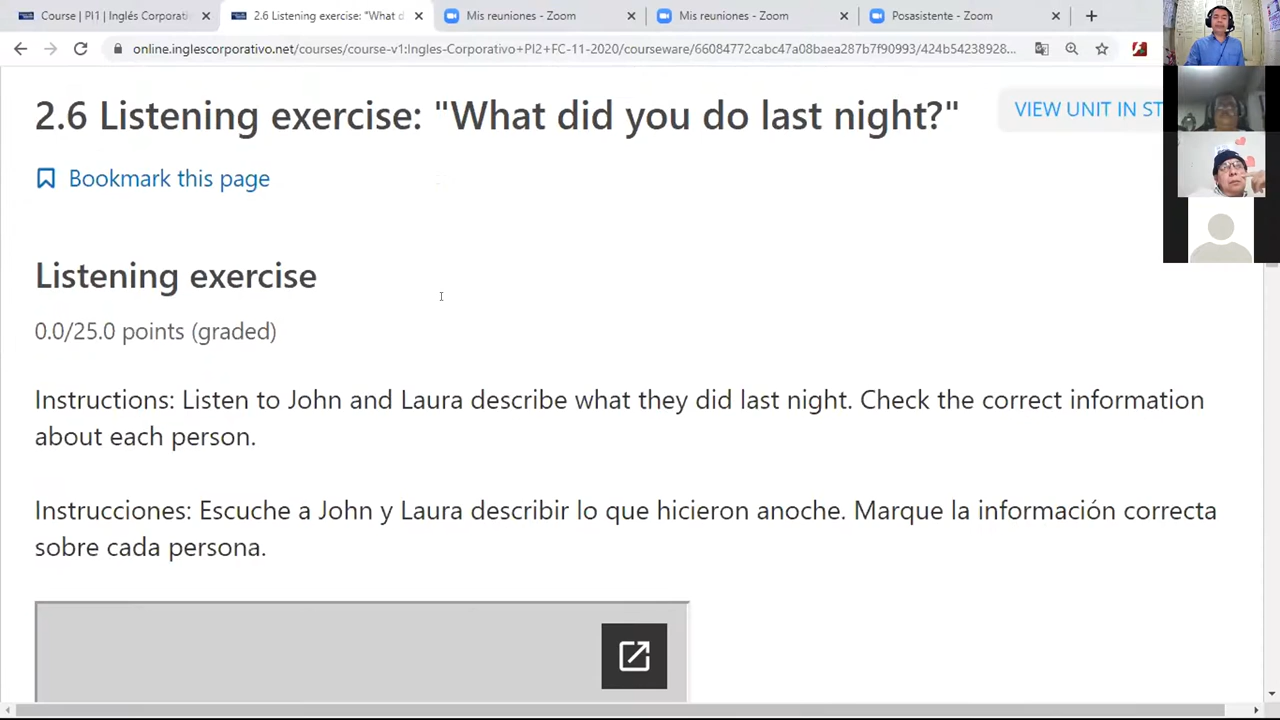 Course | PI1 | Inglés Corporati
2.6 Listening exercise: "What d
Mis reuniones - Zoom
Mis reuniones - Zoom
Posasistente - Zoom
online.inglescorporativo.net/courses/course-v1:Ingles-Corporativo+PI2+FC-11-2020/courseware/66084772cabc47a08baea287b7f90993/424b54238928...
2.6 Listening exercise: "What did you do last night?"
VIEW UNIT IN ST
Bookmark this page
Listening exercise
0.0/25.0 points (graded)
Instructions: Listen to John and Laura describe what they did last night. Check the correct information
about each person.
Instrucciones: Escuche a John y Laura describir lo que hicieron anoche. Marque la información correcta
sobre cada persona.